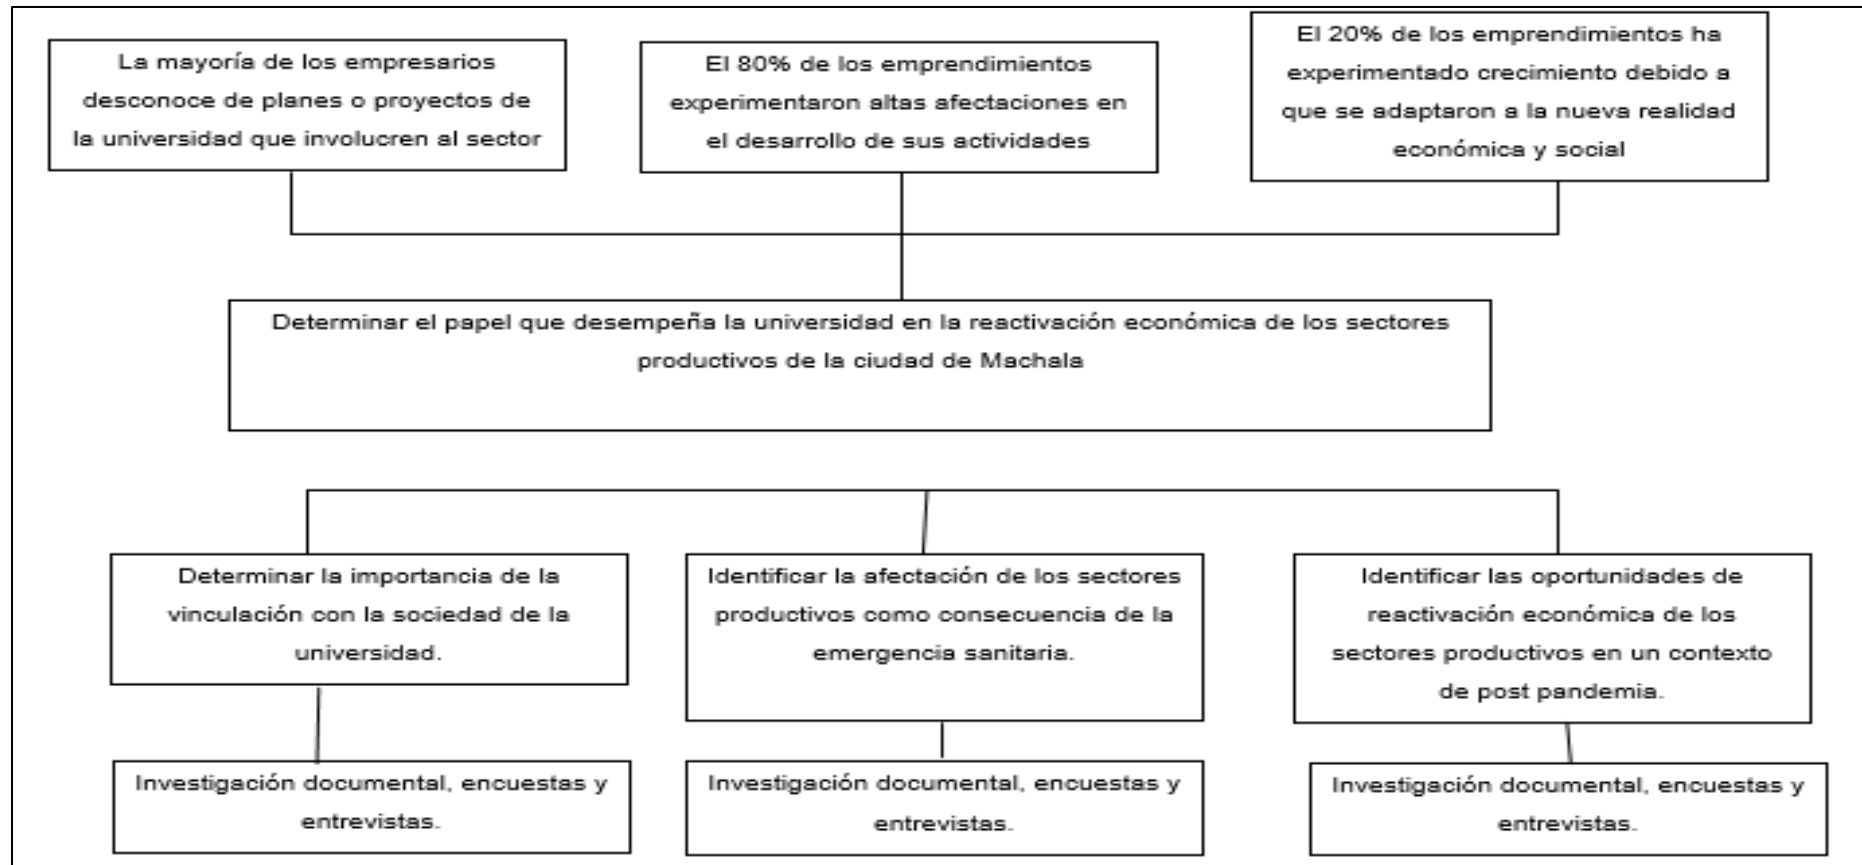 La mayoría de los empresarios
desconoce de planes o proyectos de
la universidad que involucren al sector
El 80% de los emprendimientos
experimentaron altas afectaciones en
el desarrollo de sus actividades
El 20% de los emprendimientos ha
experimentado crecimiento debido a
que se adaptaron a la nueva realidad
económica y social
Determinar el papel que desempeña la universidad en la reactivación económica de los sectores
productivos de la ciudad de Machala
Determinar la importancia de la
vinculación con la sociedad de la
universidad.
Identificar la afectación de los sectores
productivos como consecuencia de la
emergencia sanitaria.
Identificar las oportunidades de
reactivación económica de los
sectores productivos en un contexto
de post pandemia.
Investigación documental, encuestas y
entrevistas.
Investigación documental, encuestas y
entrevistas.
Investigación documental, encuestas y
entrevistas.